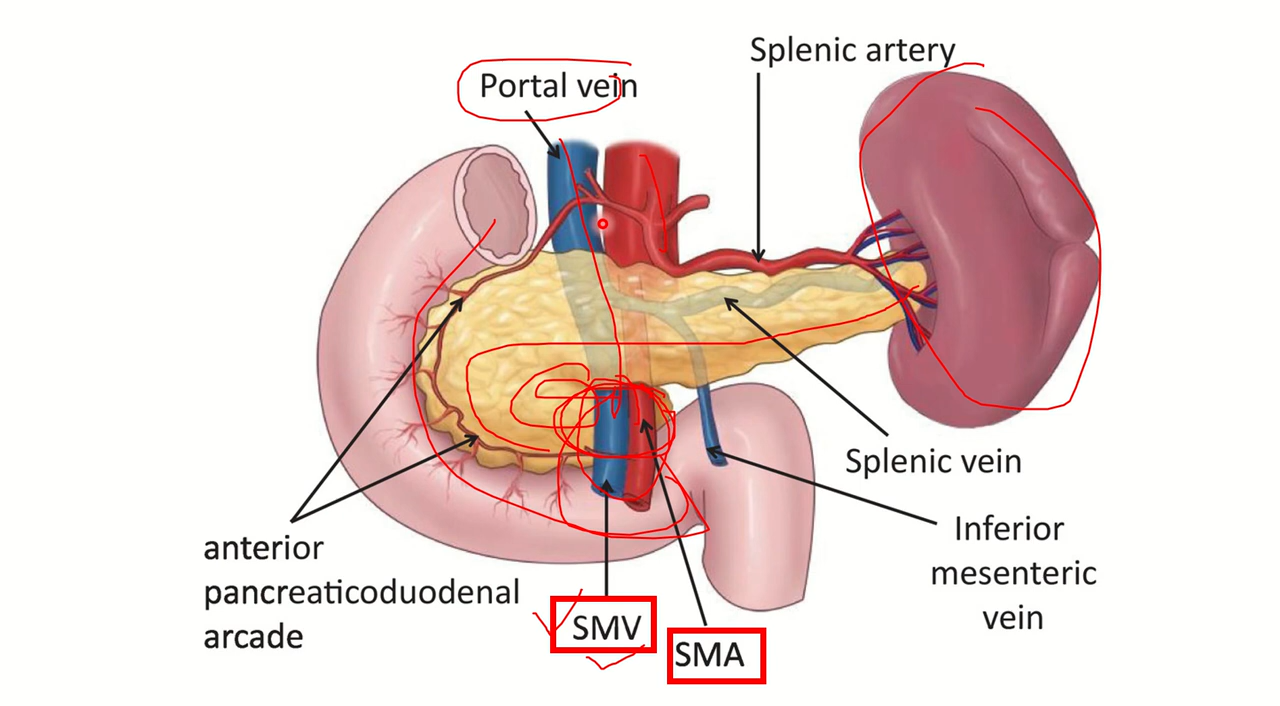 Splenic artery
Portal vein
Splenic vein
Inferior
mesenteric
vein
anterior
pancreaticoduodenal
arcade
SMV
SMA